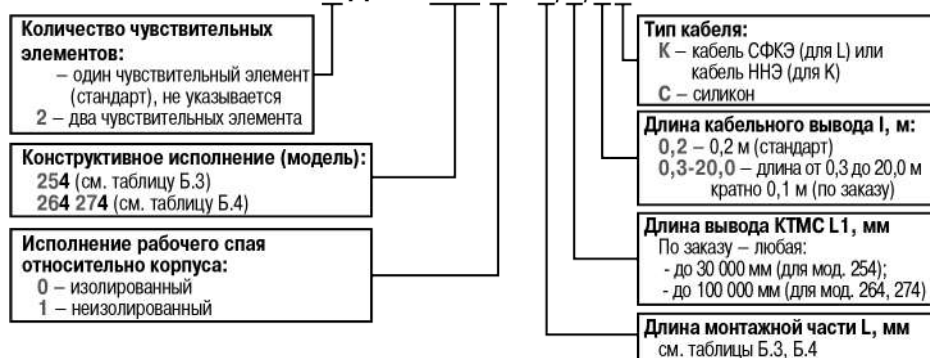 Количество чувствительных
элементов:
– один чувствительный элемент
(стандарт), не указывается
2 – два чувствительных элемента
Конструктивное исполнение (модель):
254 (см. таблицу Б.3)
264 274 (см. таблицу Б.4)
Исполнение рабочего спая
относительно корпуса:
0 – изолированный
1 – неизолированный
Тип кабеля:
К – кабель СФКЭ (для L) или
кабель ННЭ (для К)
С – силикон
Длина кабельного вывода l, м:
0,2 – 0,2 м (стандарт)
0,3-20,0 – длина от 0,3 до 20,0 м
кратно 0,1 м (по заказу)
Длина вывода КТМС L1, мм
По заказу – любая:
- до 30 000 мм (для мод. 254);
- до 100 000 мм (для мод. 264, 274)
Длина монтажной части L, мм
см. таблицы Б.3, Б.4